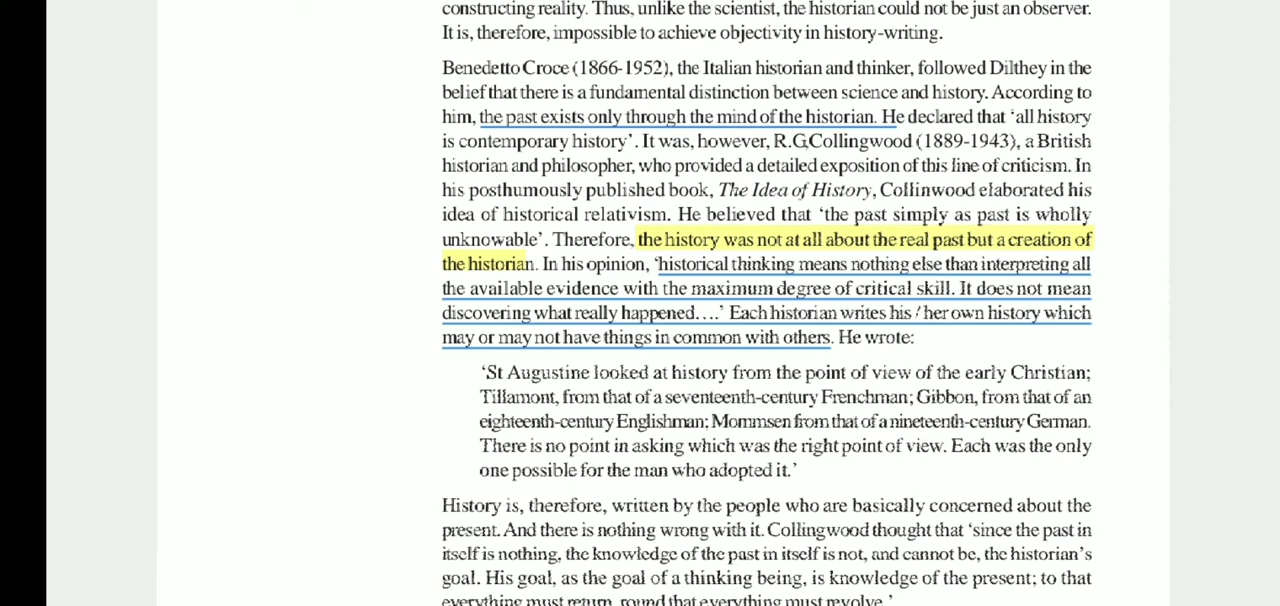 constructing reality. Thus, unlike the scientist, the historian could not be just an observer.
It is, therefore, impossible to achieve objectivity in history-writing.
Benedetto Croce (1866-1952), the Italian historian and thinker, followed Dilthey in the
belief that there is a fundamental distinction between science and history. According to
him, the past exists only through the mind of the historian. He declared that ‘all history
is contemporary history’. It was, however, R.G.Collingwood (1889-1943), a British
historian and philosopher, who provided a detailed exposition of this line of criticism. In
his posthumously published book, The Idea of History, Collinwood elaborated his
idea of historical relativism. He believed that ‘the past simply as past is wholly
unknowable’. Therefore, the history was not at all about the real past but a creation of
the historian. In his opinion, ‘historical thinking means nothing else than interpreting all
the available evidence with the maximum degree of critical skill. It does not mean
discovering what really happened….’ Each historian writes his / her own history which
may or may not have things in common with others. He wrote:
‘St Augustine looked at history from the point of view of the early Christian;
Tillamont, from that of a seventeenth-century Frenchman; Gibbon, from that of an
eighteenth-century Englishman; Mommsen from that of a nineteenth-century German.
There is no point in asking which was the right point of view. Each was the only
one possible for the man who adopted it.’
History is, therefore, written by the people who are basically concerned about the
present. And there is nothing wrong with it. Collingwood thought that ‘since the past in
itself is nothing, the knowledge of the past in itself is not, and cannot be, the historian’s
goal. His goal, as the goal of a thinking being, is knowledge of the present; to that
everything must return, round that everything must revolve.’